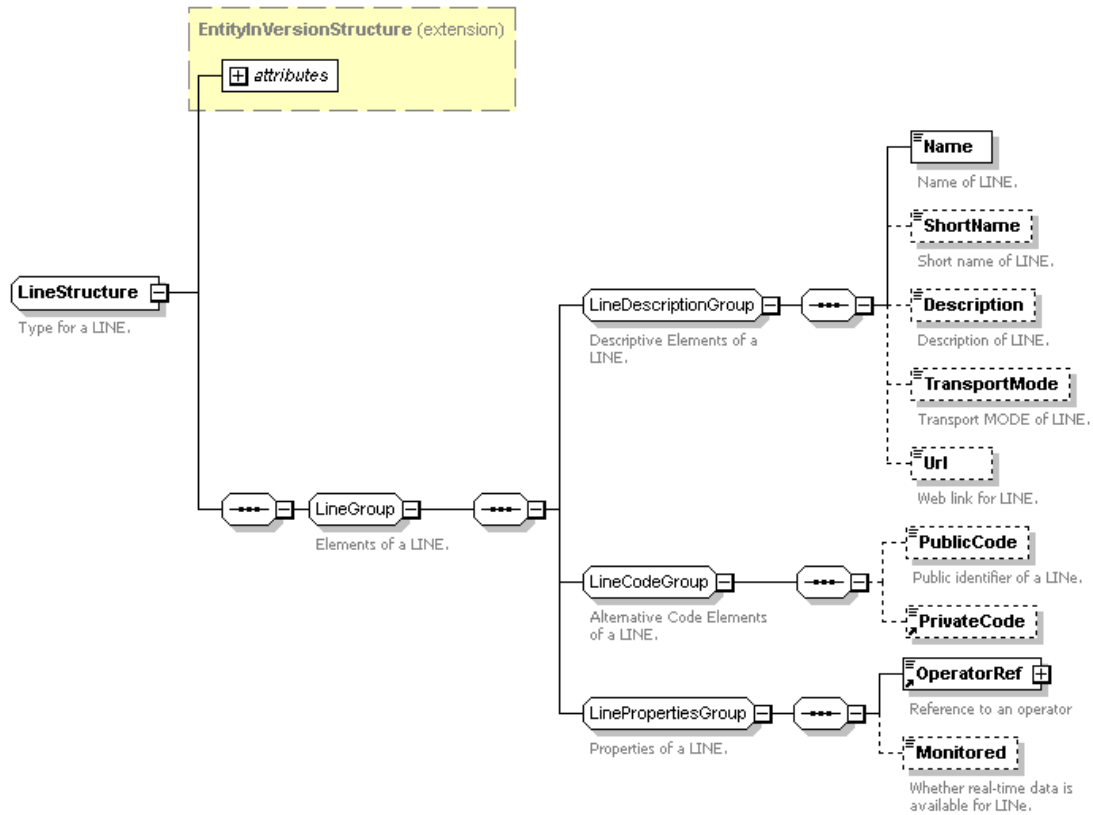 EntityInVersionStructure (extension)
attributes
LineStructure
Type for a LINE.
LineGroup
Elements of a LINE.
LineDescriptionGroup
Descriptive Elements of a
LINE.
Name
Name of LINE.
ShortName
Short name of LINE.
Description
Description of LINE.
TransportMode
Transport MODE of LINE.
Url
Web link for LINE.
LineCodeGroup
Alternative Code Elements
of a LINE.
PublicCode
Public identifier of a LINe.
PrivateCode
LinePropertiesGroup
Properties of a LINE.
OperatorRef
Reference to an operator
Monitored
Whether real-time data is
available for LINe.